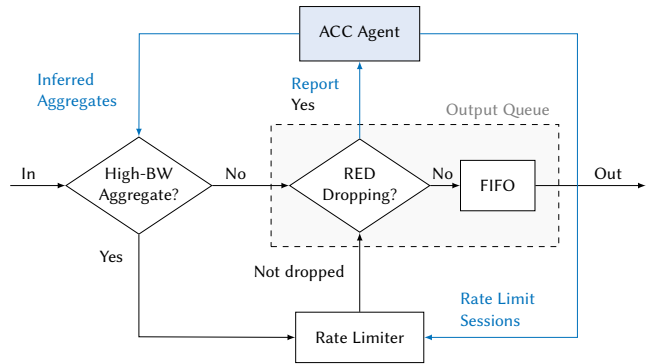 ACC Agent
Inferred
Aggregates
Report
Yes
Output Queue
In
High-BW
Aggregate?
No
RED
Dropping?
No
FIFO
Out
Yes
Not dropped
Rate Limit
Sessions
Rate Limiter